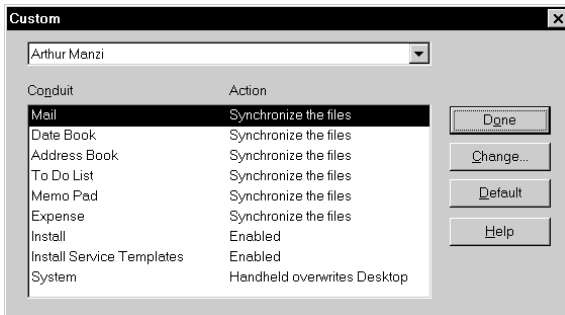 Custom
Arthur Manzi
Conduit Action
Mail Synchronize the files
Date Book Synchronize the files
Address Book Synchronize the files
To Do List Synchronize the files
Memo Pad Synchronize the files
Expense Synchronize the files
Install Enabled
Install Service Templates Enabled
System Handheld overwrites Desktop
Done
Change...
Default
Help